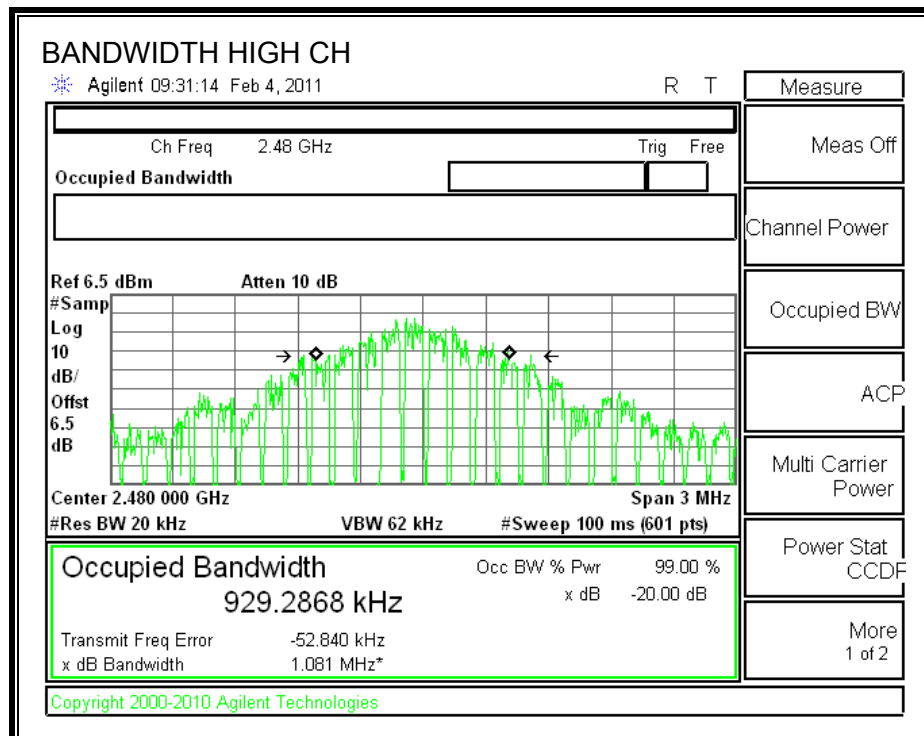 BANDWIDTH HIGH CH
Agilent 09:31:14 Feb 4, 2011 R T
Measure
Ch Freq 2.48 GHz Trig Free
Meas Off
Occupied Bandwidth
Channel Power
Ref 6.5 dBm Atten 10 dB
#Samp
Log
10
dB/
Offst
6.5
dB
Occupied BW
ACP
Multi Carrier
Power
Center 2.480 000 GHz Span 3 MHz
#Res BW 20 kHz VBW 62 kHz #Sweep 100 ms (601 pts)
Power Stat
CCDF
Occupied Bandwidth
929.2868 kHz
Occ BW % Pwr 99.00 %
x dB -20.00 dB
Transmit Freq Error -52.840 kHz
x dB Bandwidth 1.081 MHz*
More
1 of 2
Copyright 2000-2010 Agilent Technologies